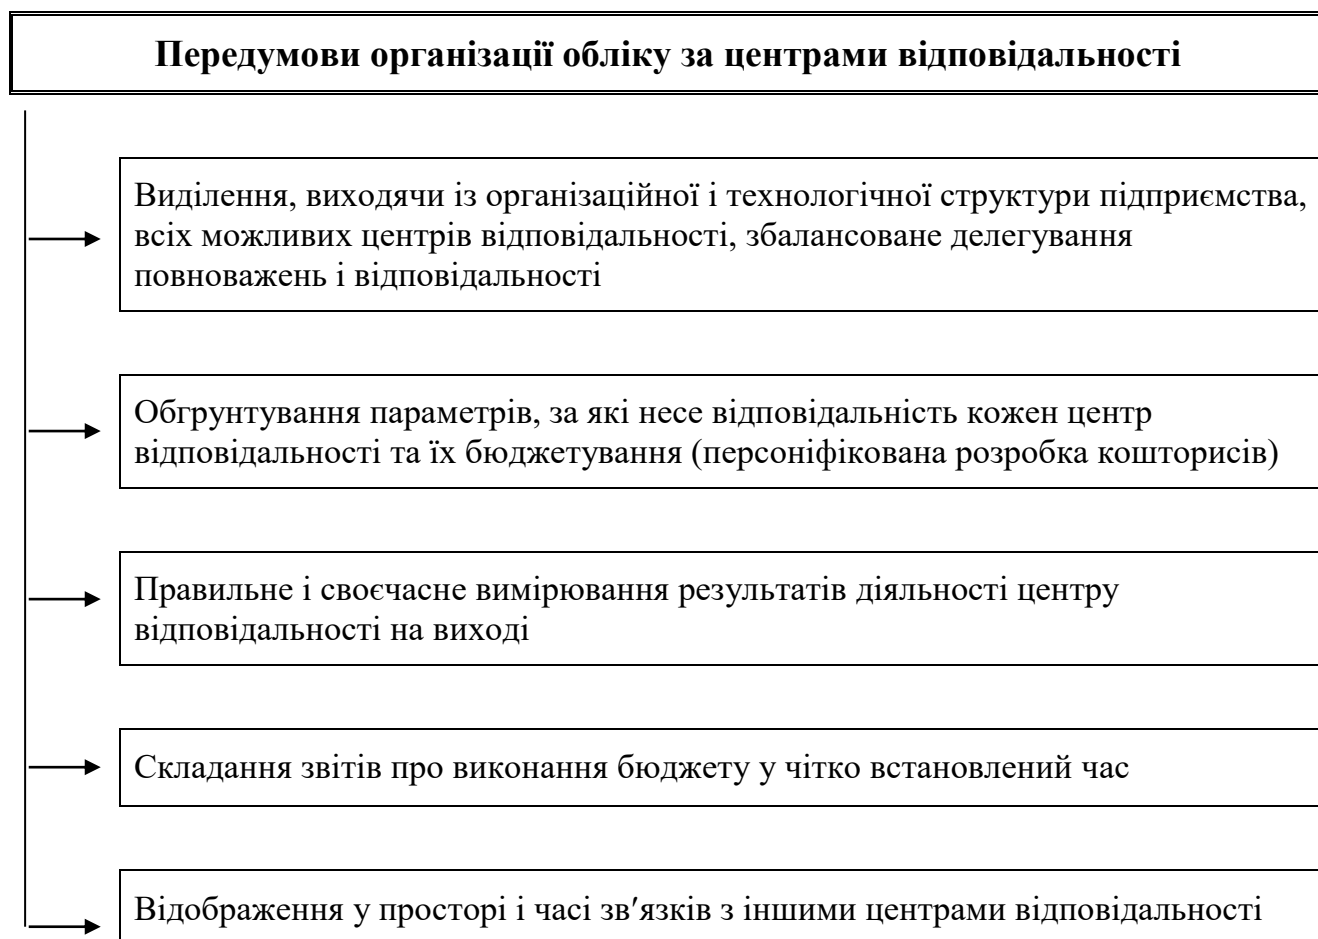 Передумови організації обліку за центрами відповідальності
Виділення, виходячи із організаційної і технологічної структури підприємства,
всіх можливих центрів відповідальності, збалансоване делегування
повноважень і відповідальності
Обгрунтування параметрів, за які несе відповідальність кожен центр
відповідальності та їх бюджетування (персоніфікована розробка кошторисів)
Правильне і своєчасне вимірювання результатів діяльності центру
відповідальності на виході
Складання звітів про виконання бюджету у чітко встановлений час
Відображення у просторі і часі зв′язків з іншими центрами відповідальності